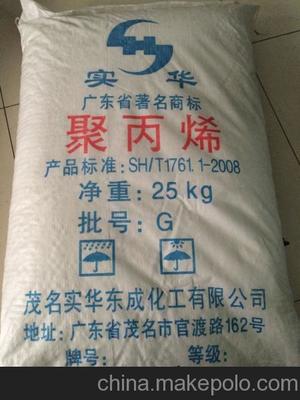 实华
广东省著名商标
聚丙烯
产品标准:SH/T1761.1-2008
净重:25kg
批号:G
茂名实华东成化工有限公司
地址:广东省茂名市官渡路162号
牌号: 等级:
china.makepolo.com